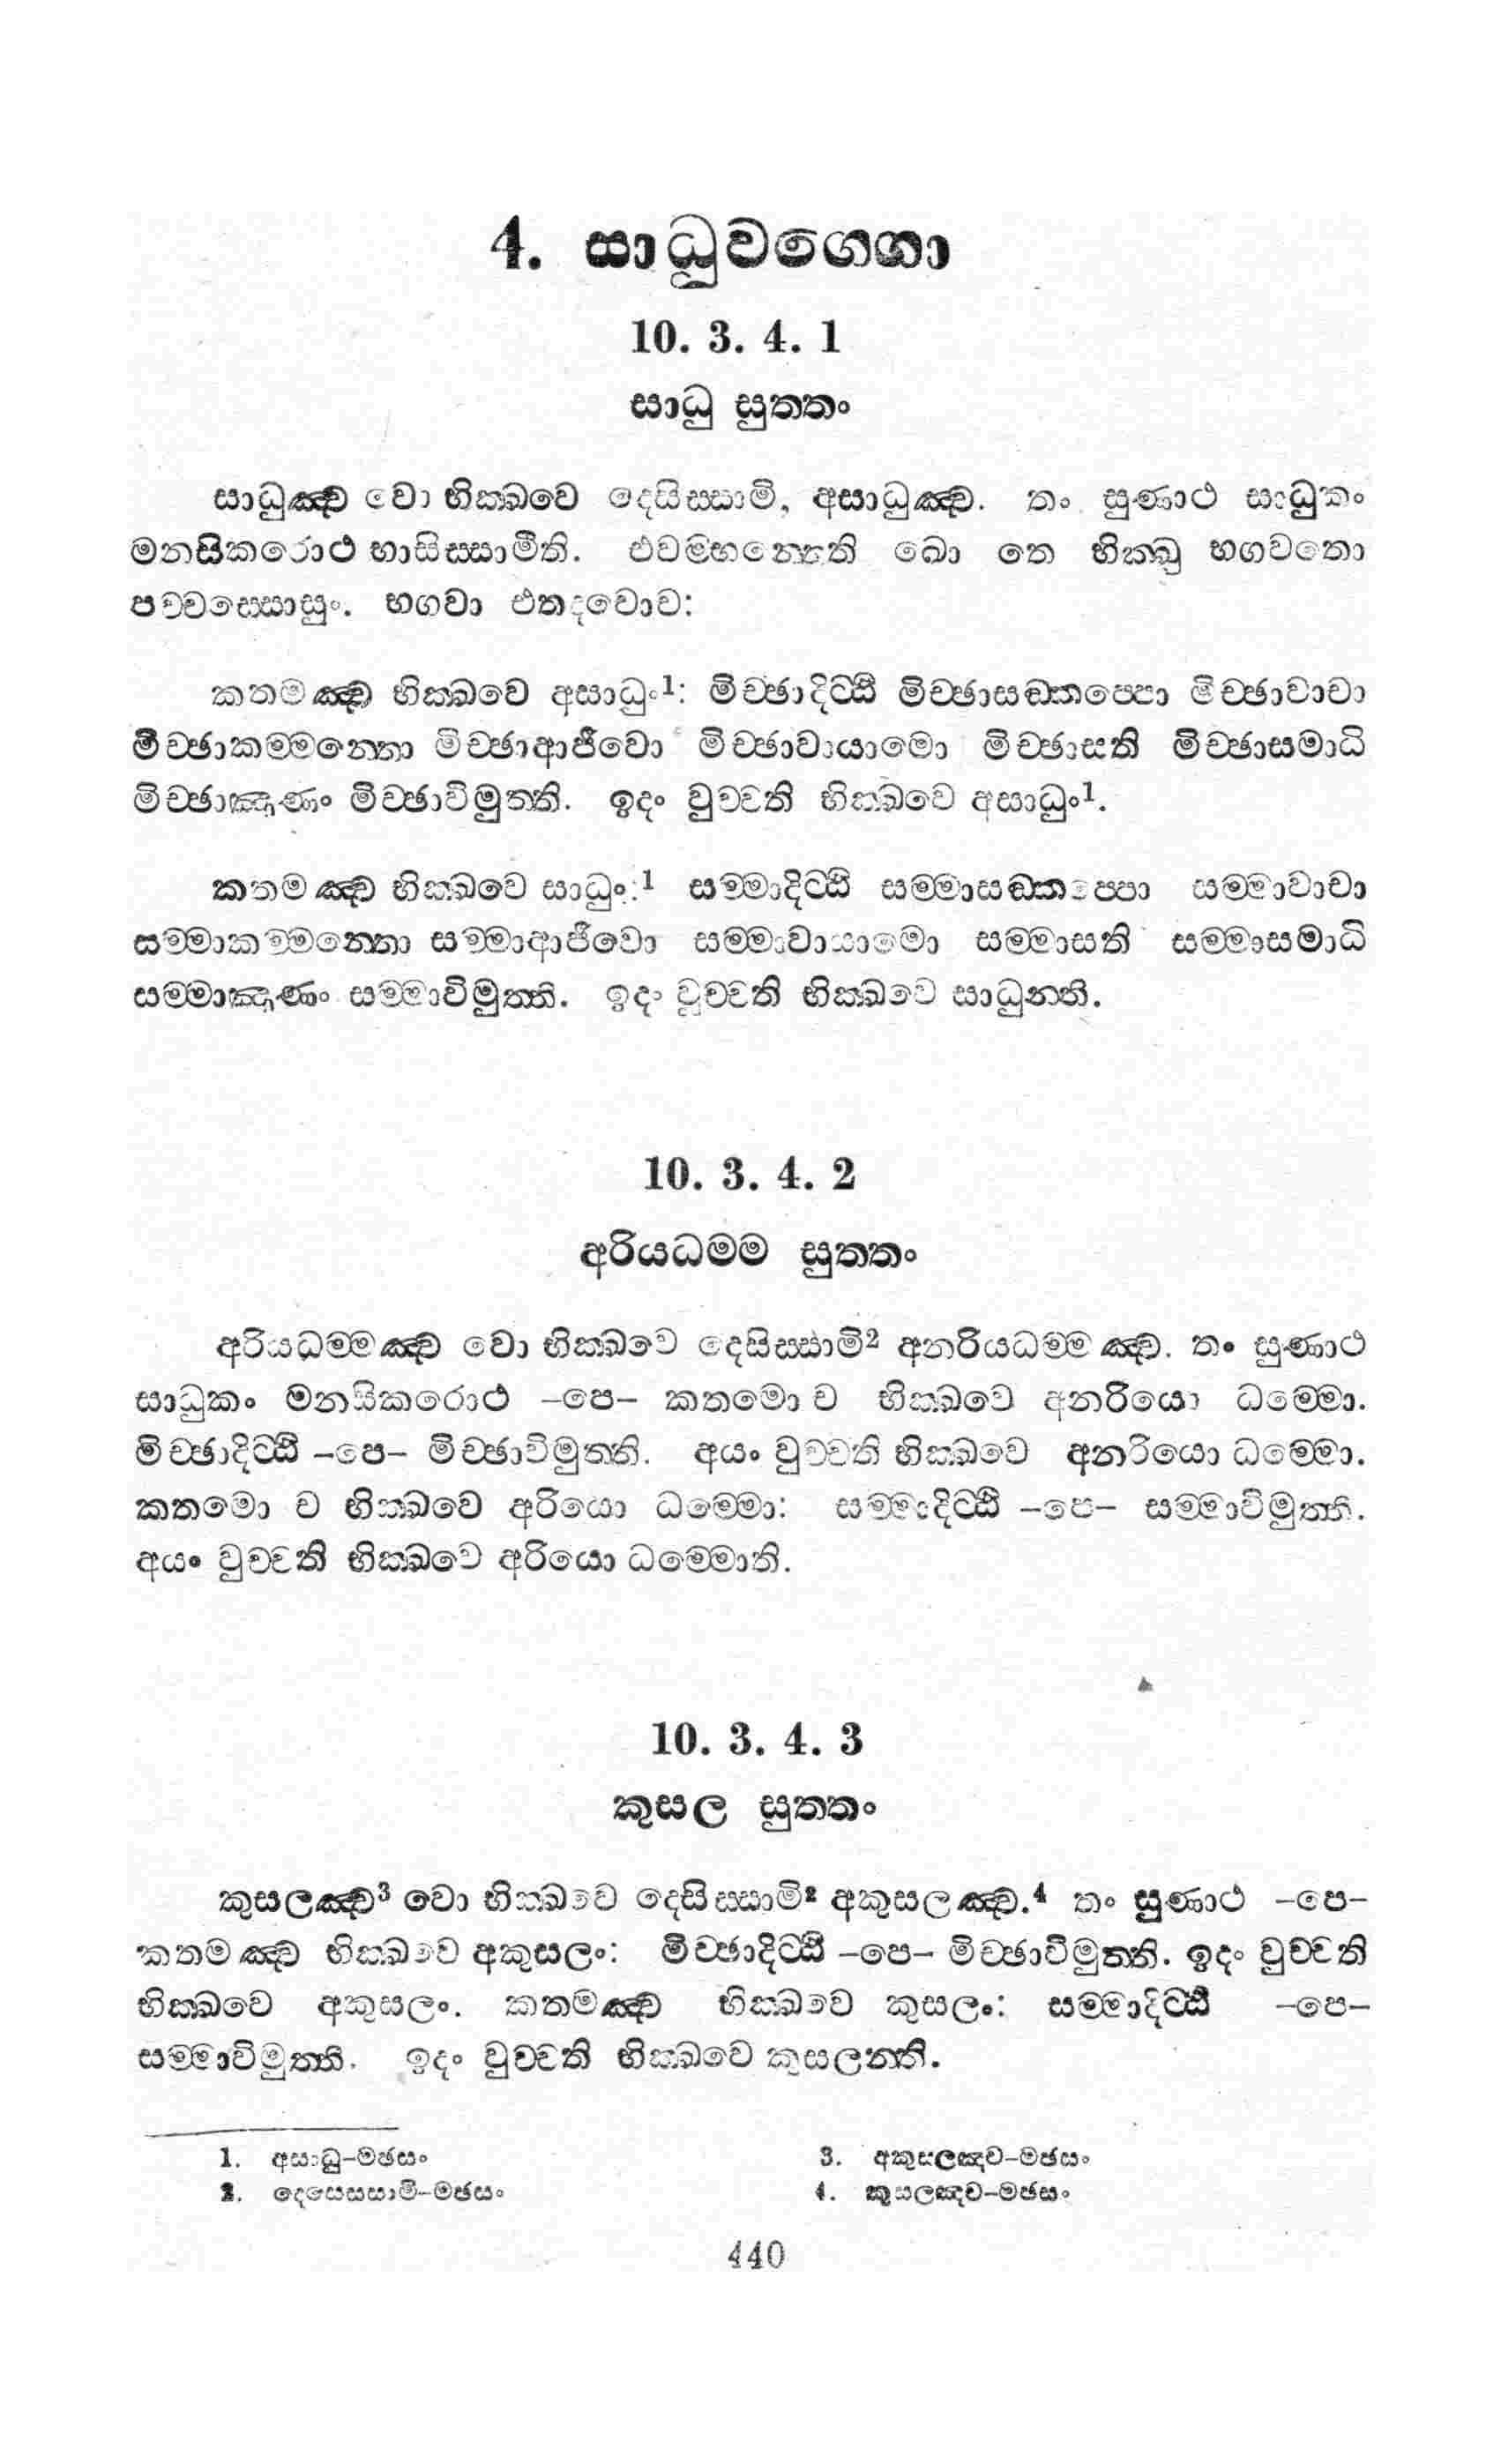 4. සාධුවග්ගො
10. 3. 4. 1
සාධු සුත්තං
සාධුඤ්ච වො භික්ඛවෙ දෙසිස්සාමි, අසාධුඤ්ච. තං සුණාථ සාධුකං
මනසිකරොථ භාසිස්සාමීති. එවම්භන්තෙති ඛො තෙ භික්ඛූ භගවතො
පච්චස්සොසුං. භගවා එතදවොච:
කතමඤ්ච භික්ඛවෙ අසාධුං1: මිච්ඡාදිට්ඨි මිච්ඡාසඞ්කප්පො මිච්ඡාවාචා
මිච්ඡාකම්මන්තො මිච්ඡාආජීවො මිච්ඡාවායාමො මිච්ඡාසති මිච්ඡාසමාධි
මිච්ඡාඤාණං මිච්ඡාවිමුත්ති. ඉදං වුච්චති භික්ඛවෙ අසාධුං1.
කතමඤ්ච භික්ඛවෙ සාධුං:1 සම්මාදිට්ඨි සම්මාසඞ්කප්පො සම්මාවාචා
සම්මාකම්මන්තො සම්මාආජීවො සම්මාවායාමො සම්මාසති සම්මාසමාධි
සම්මාඤාණං සම්මාවිමුත්ති. ඉදං වුච්චති භික්ඛවෙ සාධුන්ති.
10. 3. 4. 2
අරියධම්ම සුත්තං
අරියධම්මඤ්ච වො භික්ඛවෙ දෙසිස්සාමි2 අනරියධම්මඤ්ච. තං සුණාථ
සාධුකං මනසිකරොථ –පෙ– කතමො ච භික්ඛවෙ අනරියො ධම්මො.
මිච්ඡාදිට්ඨි –පෙ– මිච්ඡාවිමුත්ති. අයං වුච්චති භික්ඛවෙ අනරියො ධම්මො.
කතමො ච භික්ඛවෙ අරියො ධම්මො: සම්මාදිට්ඨි –පෙ– සම්මාවිමුත්ති.
අයං වුච්චති භික්ඛවෙ අරියො ධම්මොති.
10. 3. 4. 3
කුසල සුත්තං
කුසලඤ්ච3 වො භික්ඛවෙ දෙසිස්සාමි2 අකුසලඤ්ච.4 තං සුණාථ –පෙ–
කතමඤ්ච භික්ඛවෙ අකුසලං: මිච්ඡාදිට්ඨි –පෙ– මිච්ඡාවිමුත්ති. ඉදං වුච්චති
භික්ඛවෙ අකුසලං. කතමඤ්ච භික්ඛවෙ කුසලං: සම්මාදිට්ඨි –පෙ–
සම්මාවිමුත්ති. ඉදං වුච්චති භික්ඛවෙ කුසලන්ති.
1. අසාධු–මඡසං
2. දෙසෙස්සාමි–මඡසං
3. අකුසලඤ්ච–මඡසං
4. කුසලඤ්ච–මඡසං
440